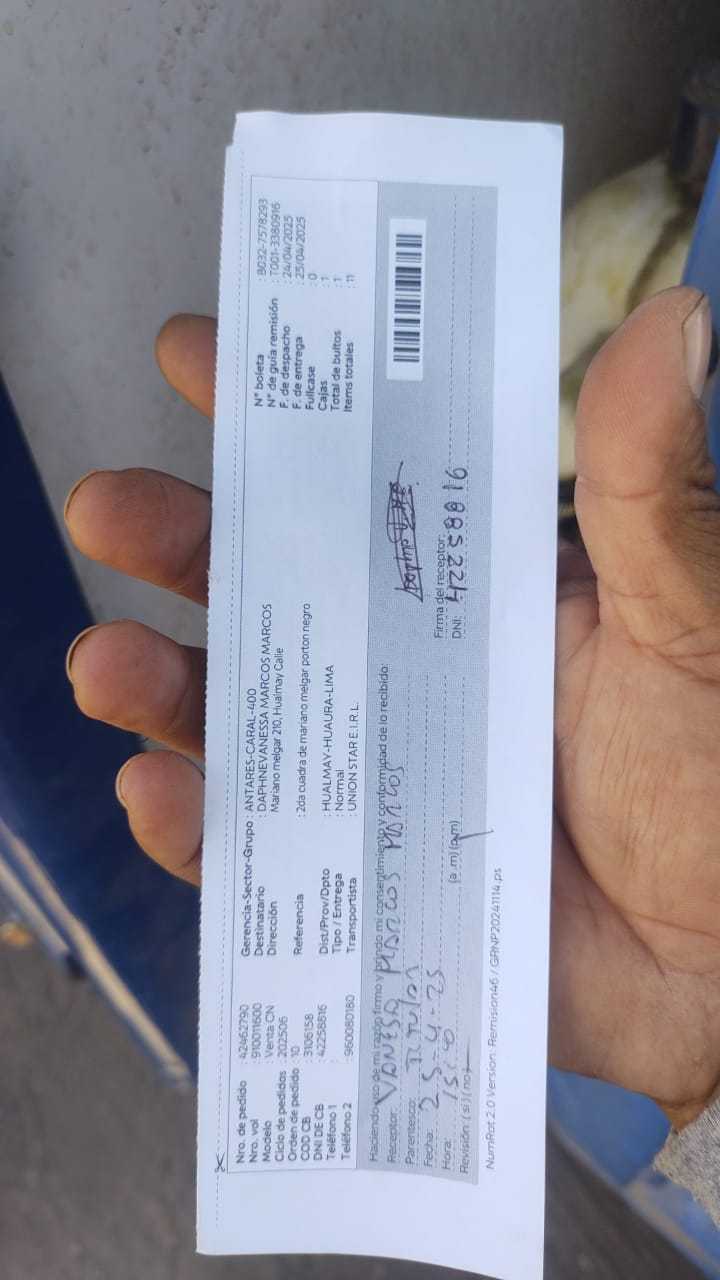 Nro. de pedido : 42462790
Nro. vol : 910011600
Modelo : Venta CN
Ciclo de pedidos : 202506
Orden de pedido : 10
COD CB : 3106158
DNI DE CB : 42258816
Teléfono 1 :
Teléfono 2 : 960080180
Gerencia-Sector-Grupo : ANTARES-CARAL-400
Destinatario : DAPHNEVANESSA MARCOS MARCOS
Dirección Mariano melgar 210, Hualmay Calle
Referencia : 2da cuadra de mariano melgar porton negro
Dist/Prov/Dpto : HUALMAY-HUAURA-LIMA
Tipo / Entrega : Normal
Transportista : UNION STAR E.I.R.L.
N° boleta : B032-7578293
N° de guía remisión : T001-3380916
F. de despacho : 24/04/2025
F. de entrega : 25/04/2025
Fullcase : 0
Cajas : 1
Total de bultos : 1
Items totales : 11
Haciendo uso de mi razón firmo y brindo mi consentimiento y conformidad de lo recibido:
Receptor: VANESA MARCOS MARCOS
Parentesco: Titular
Fecha: 25-4-25
Hora: (a.m)(p.m)
Revisión: (si)(no)
Firma del receptor:
DNI: 42258816
NumRot 2.0 Version: Remision46 / GRNP20241114.ps